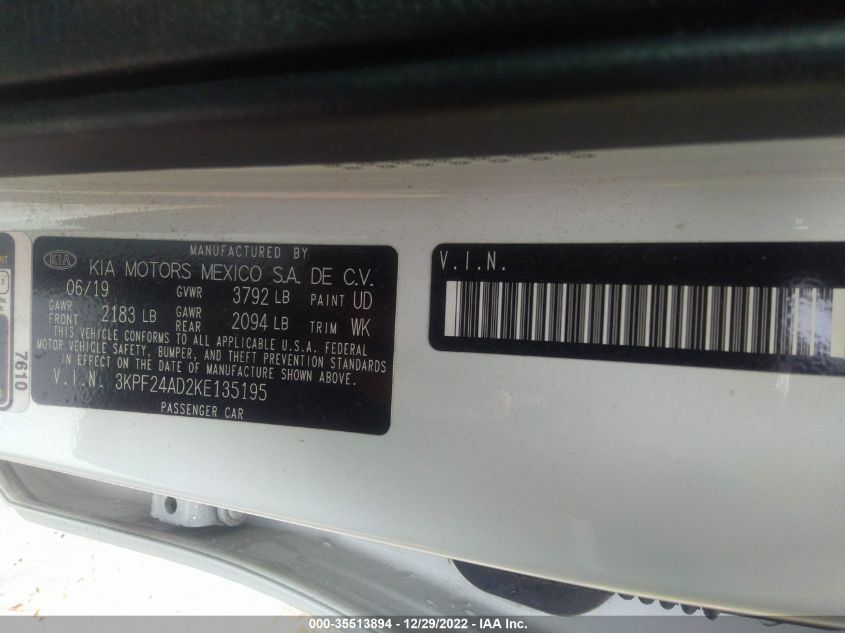 MANUFACTURED BY
KIA KIA MOTORS MEXICO S.A. DE C.V.
06/19 GVWR 3792 LB PAINT UD
GAWR FRONT 2183 LB GAWR REAR 2094 LB TRIM WK
THIS VEHICLE CONFORMS TO ALL APPLICABLE U.S.A. FEDERAL
MOTOR VEHICLE SAFETY, BUMPER, AND THEFT PREVENTION STANDARDS
IN EFFECT ON THE DATE OF MANUFACTURE SHOWN ABOVE.
V.I.N. 3KPF24AD2KE135195
PASSENGER CAR
V.I.N.
7610
000-35513894 - 12/29/2022 - IAAI, Inc.